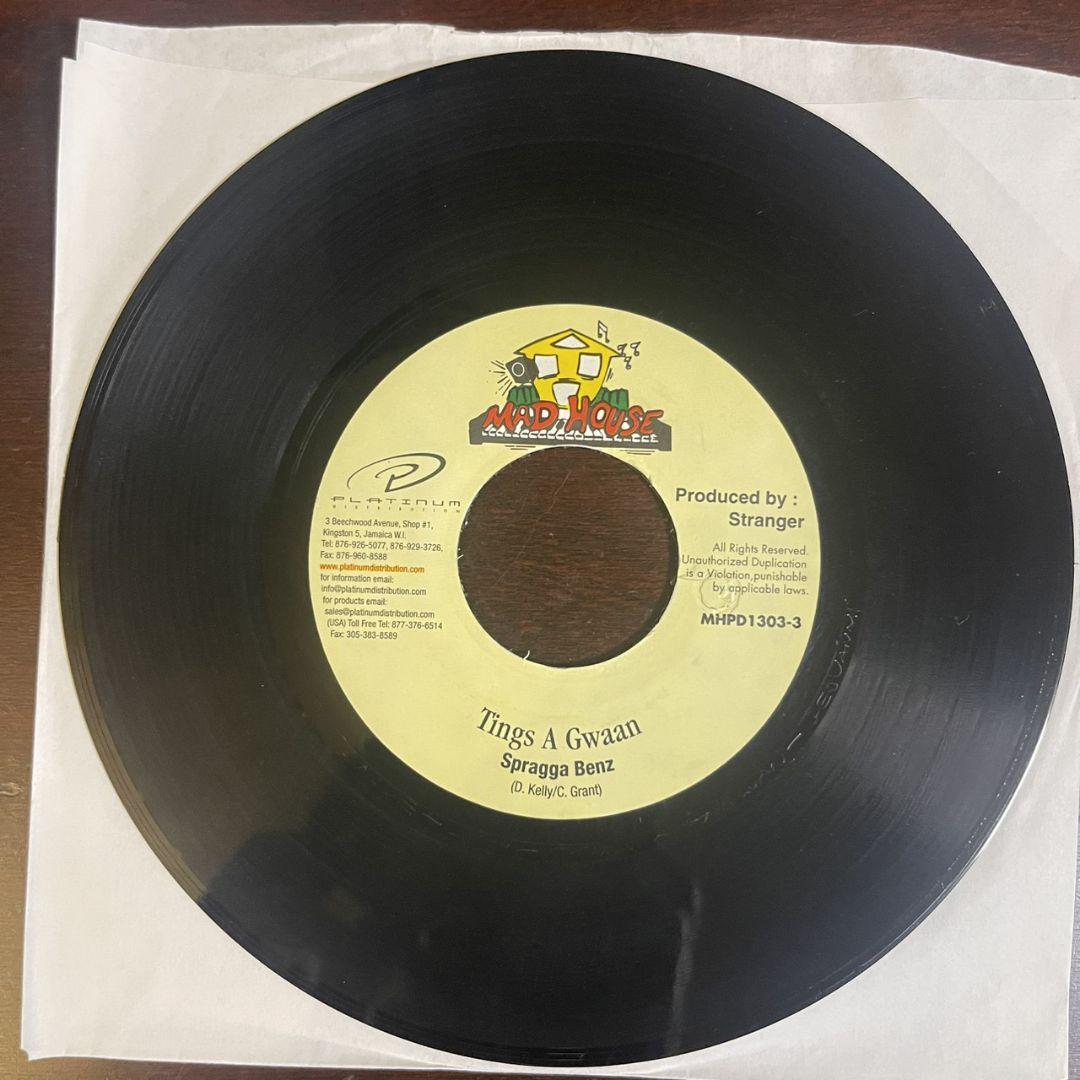 MAD HOUSE
PLATINUM
DISTRIBUTION
3 Beechwood Avenue, Shop #1,
Kingston 5, Jamaica W.I.
Tel: 876-926-5077, 876-929-3726,
Fax: 876-960-8588
www.platinumdistribution.com
for information email:
info@platinumdistribution.com
for products email:
sales@platinumdistribution.com
(USA) Toll Free Tel: 877-376-6514
Fax: 305-383-8589
Produced by :
Stranger
All Rights Reserved.
Unauthorized Duplication
is a Violation,punishable
by applicable laws.
MHPD1303-3
Tings A Gwaan
Spragga Benz
(D. Kelly/C. Grant)